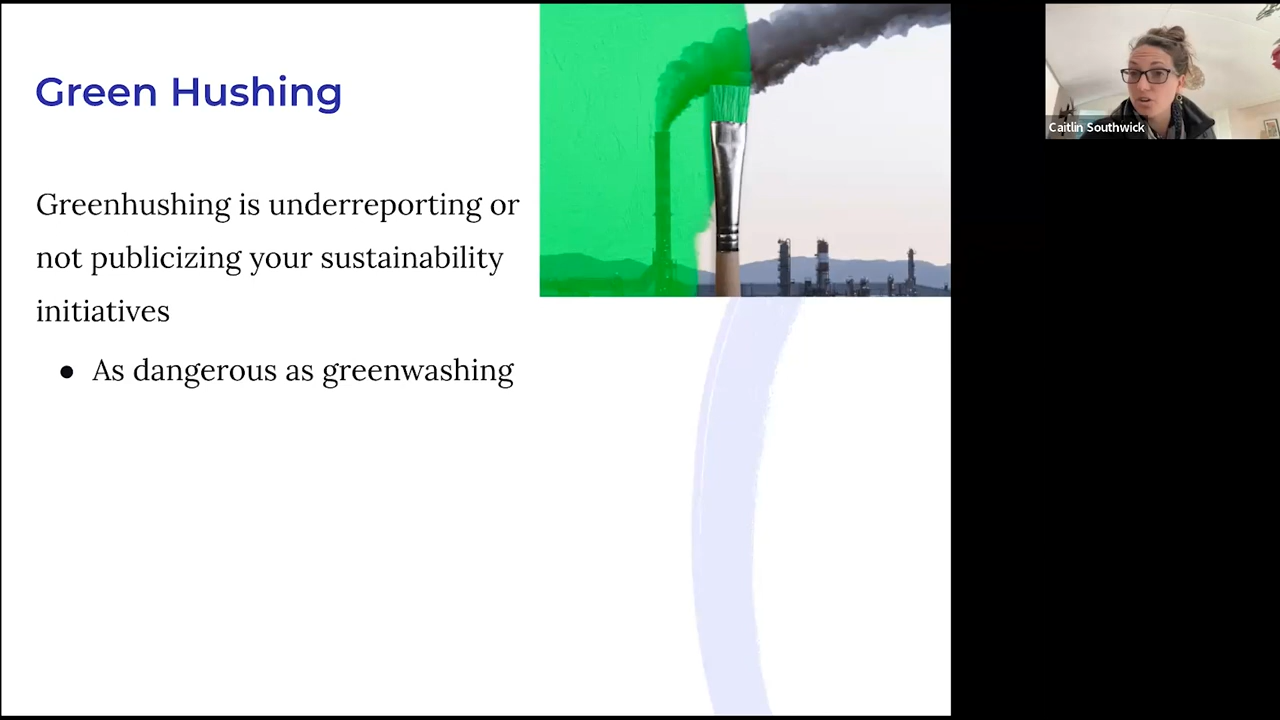 Green Hushing
Greenhushing is underreporting or
not publicizing your sustainability
initiatives
● As dangerous as greenwashing
Caitlin Southwick